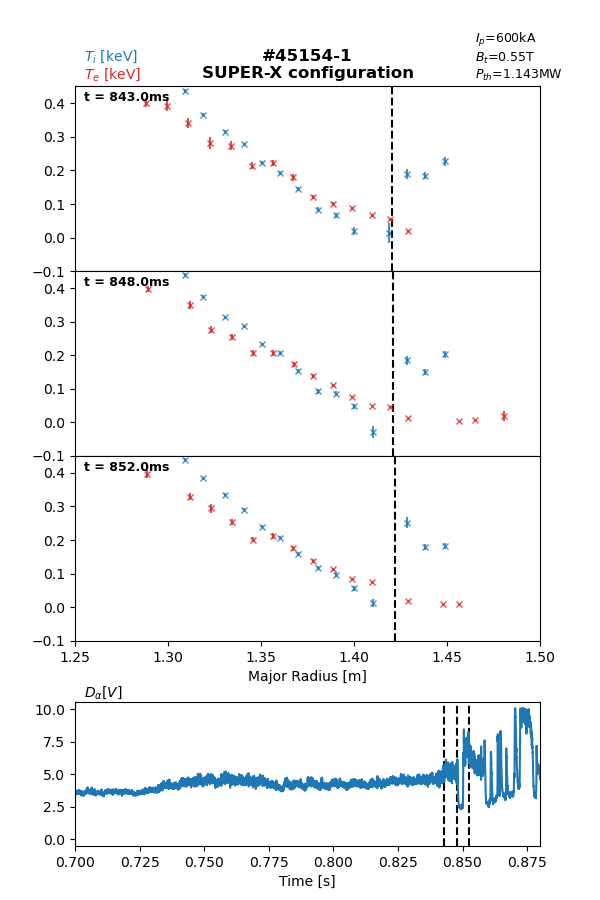 #45154-1
SUPER-X configuration
T_i [keV]
T_e [keV]
I_p=600kA
B_t=0.55T
P_th=1.143MW
t = 843.0ms
0.4
0.3
0.2
0.1
0.0
−0.1
t = 848.0ms
0.4
0.3
0.2
0.1
0.0
−0.1
t = 852.0ms
0.4
0.3
0.2
0.1
0.0
−0.1
1.25 1.30 1.35 1.40 1.45 1.50
Major Radius [m]
D_α[V]
10.0
7.5
5.0
2.5
0.0
0.700 0.725 0.750 0.775 0.800 0.825 0.850 0.875
Time [s]